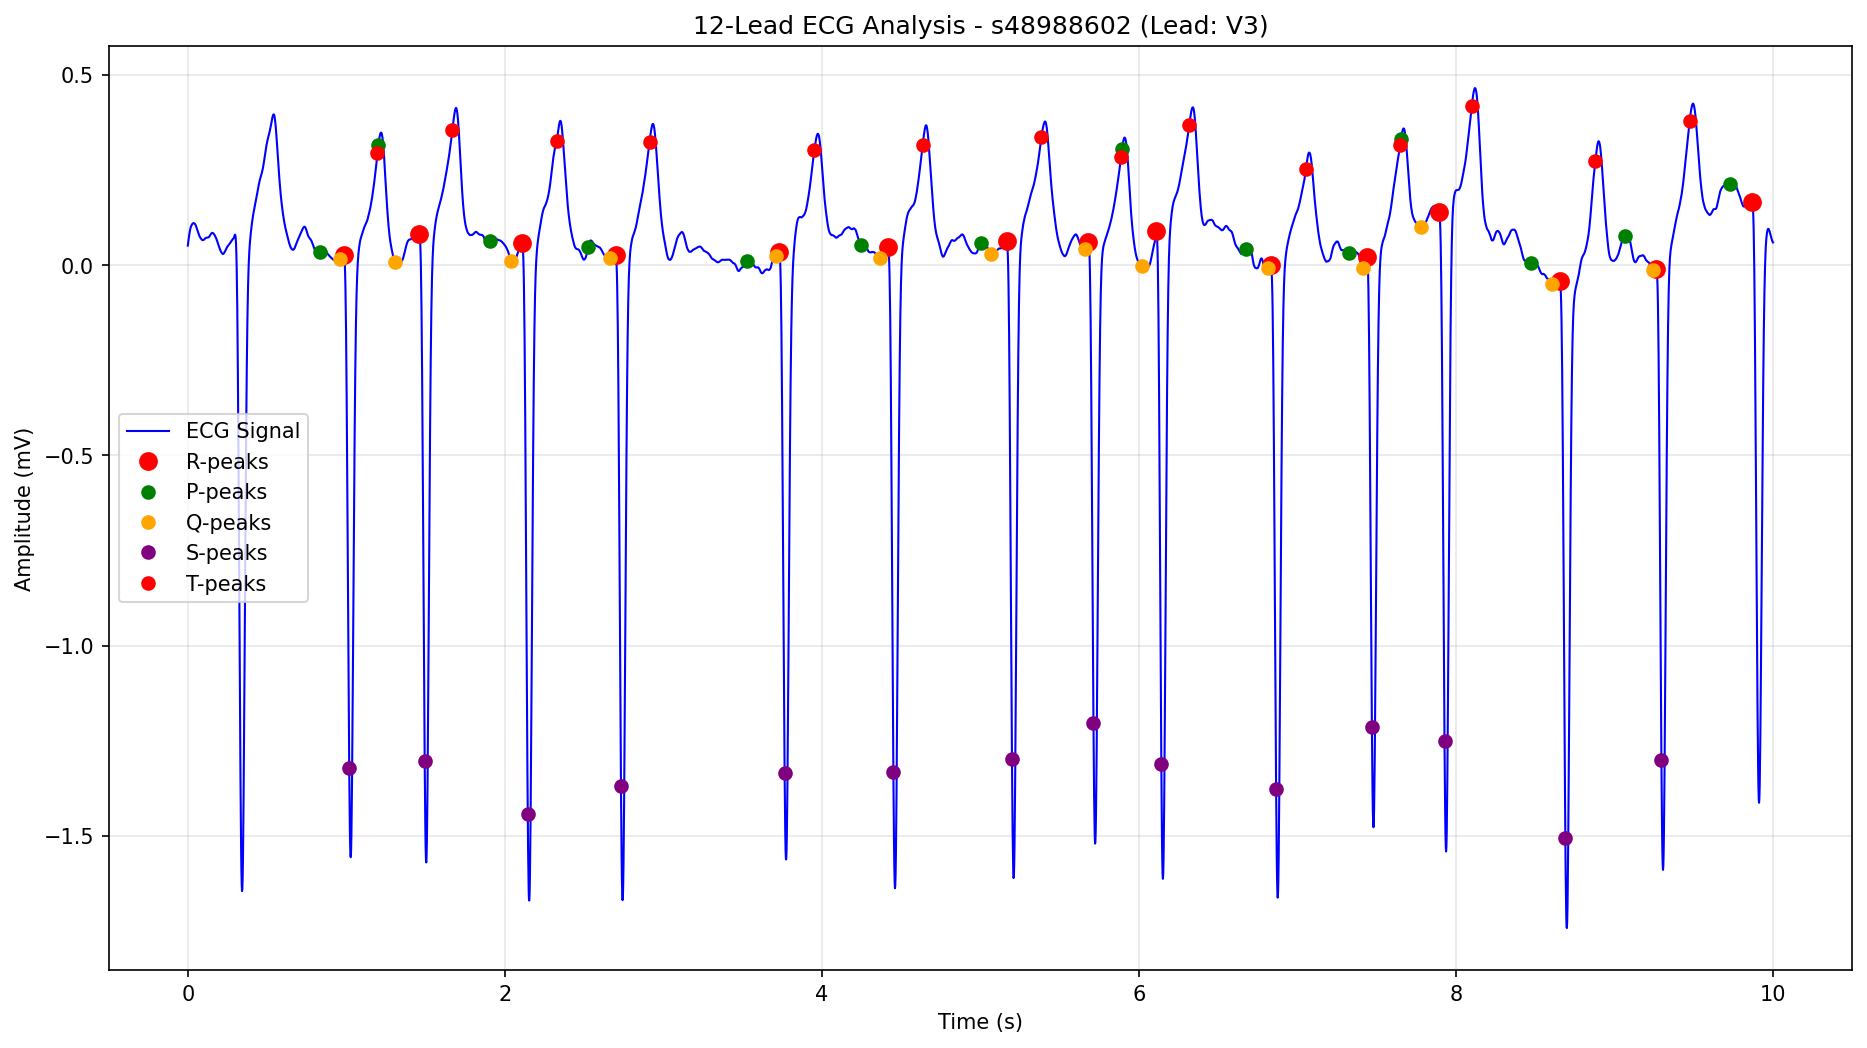 12-Lead ECG Analysis - s48988602 (Lead: V3)
0.5
0.0
−0.5
−1.0
−1.5
Amplitude (mV)
ECG Signal
R-peaks
P-peaks
Q-peaks
S-peaks
T-peaks
0
2
4
6
8
10
Time (s)